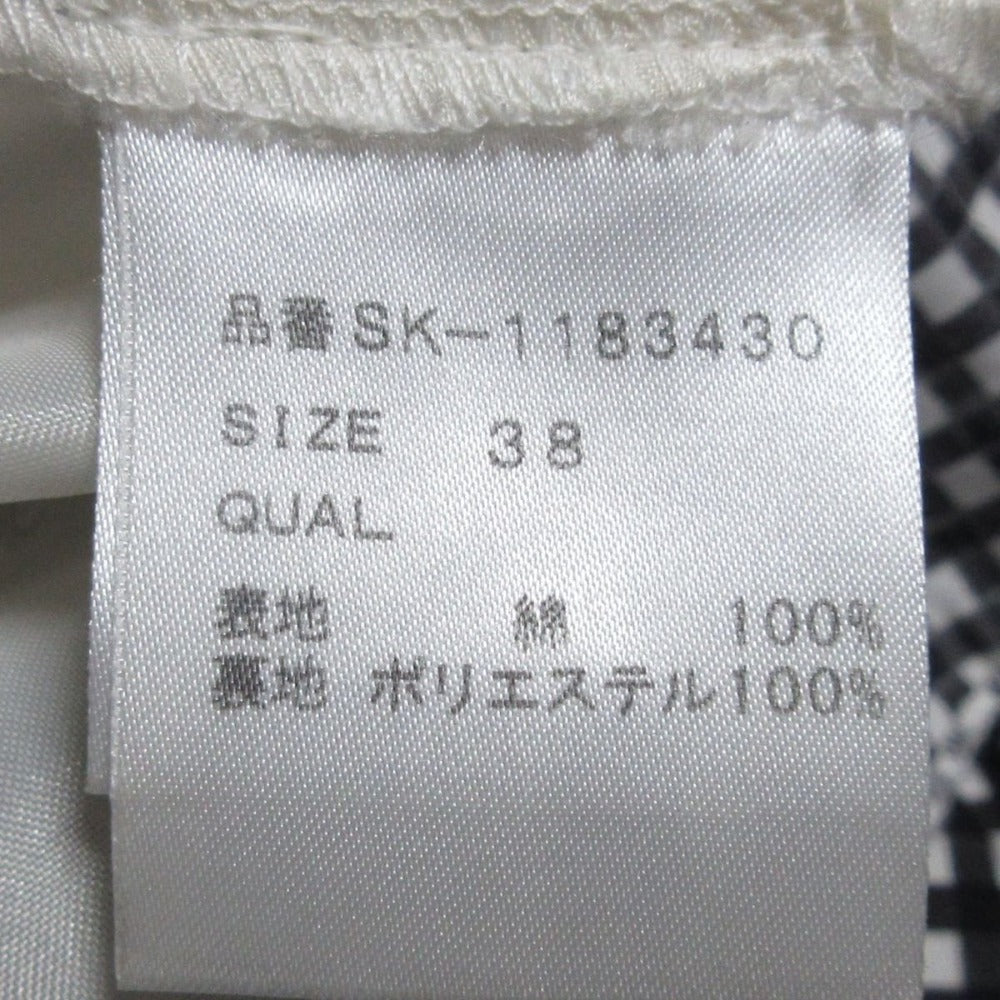 品番SK-1183430
SIZE 38
QUAL
表地 綿 100%
裏地 ポリエステル100%